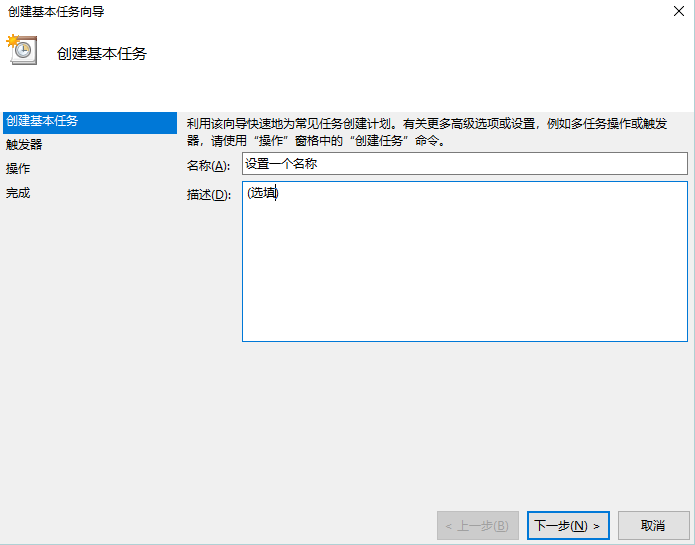 创建基本任务向导
创建基本任务
创建基本任务
触发器
操作
完成
利用该向导快速地为常见任务创建计划。有关更多高级选项或设置，例如多任务操作或触发
器，请使用“操作”窗格中的“创建任务”命令。
名称(A): 设置一个名称
描述(D): (选填)
< 上一步(B) 下一步(N) > 取消